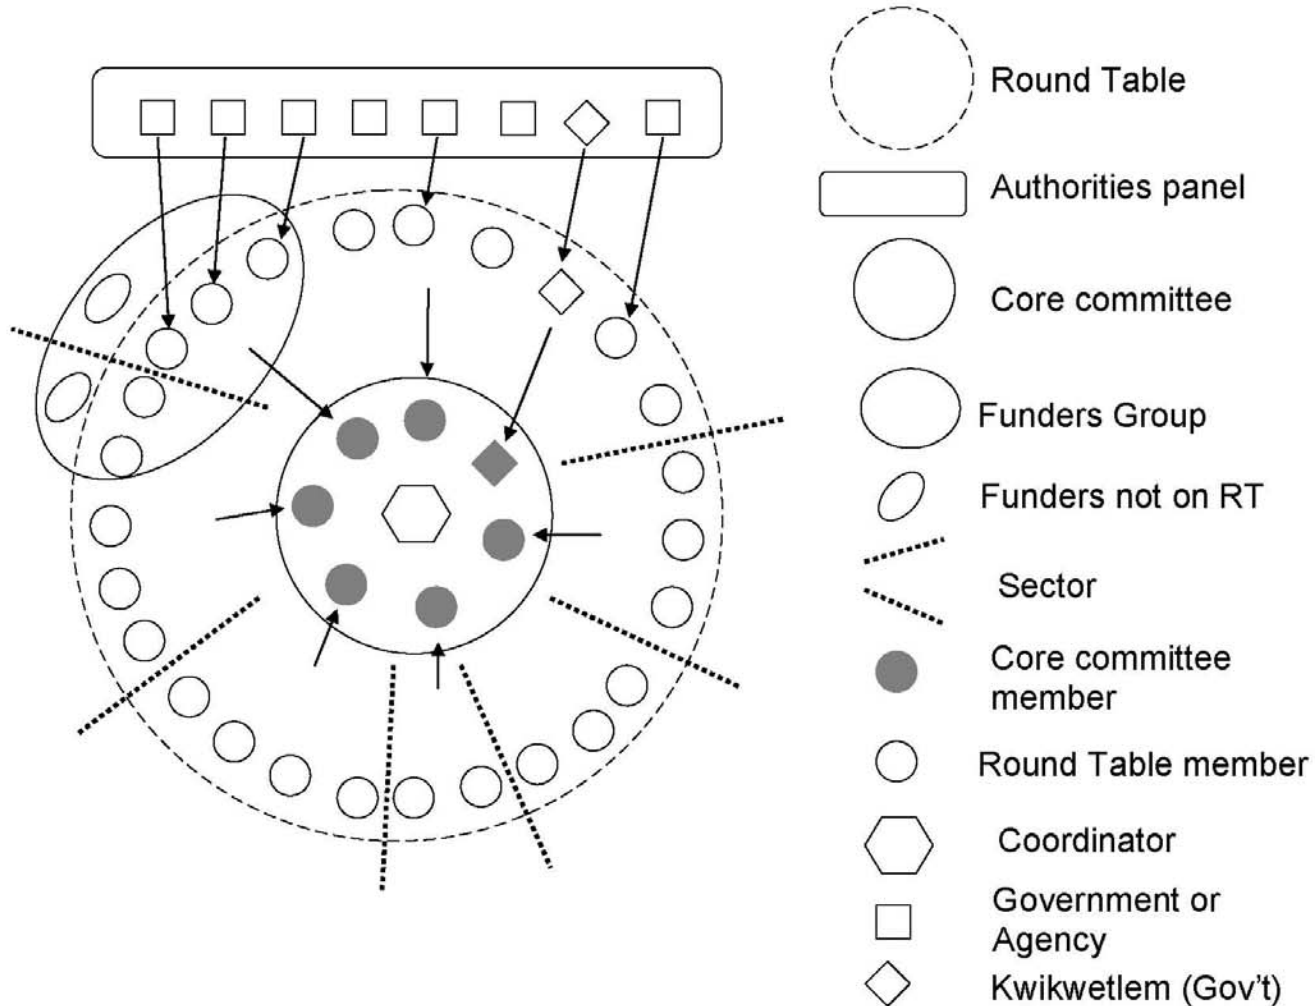 Round Table
Authorities panel
Core committee
Funders Group
Funders not on RT
Sector
Core committee
member
Round Table member
Coordinator
Government or
Agency
Kwikwetlem (Gov't)